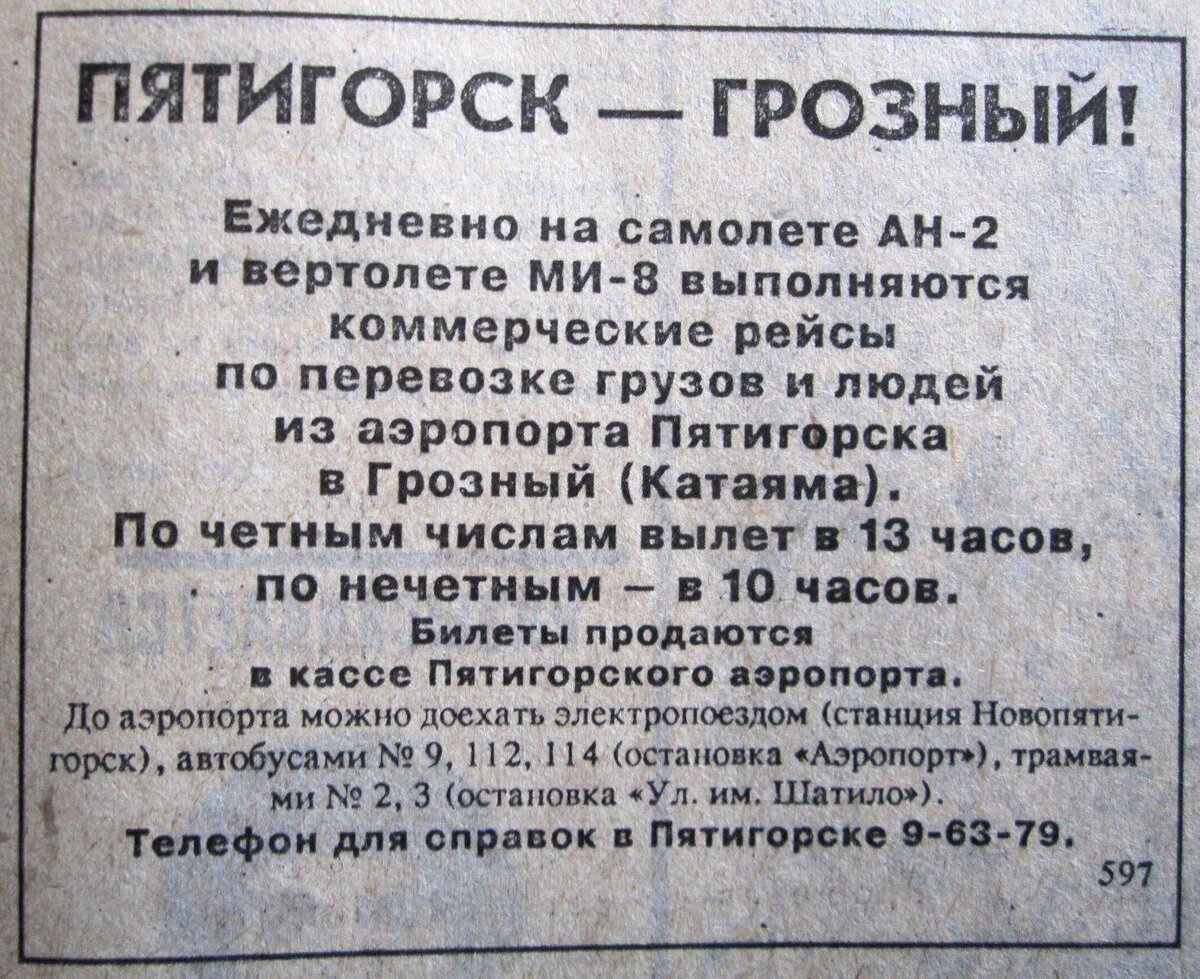 ПЯТИГОРСК — ГРОЗНЫЙ!
Ежедневно на самолете АН-2
и вертолете МИ-8 выполняются
коммерческие рейсы
по перевозке грузов и людей
из аэропорта Пятигорска
в Грозный (Катаяма).
По четным числам вылет в 13 часов,
по нечетным — в 10 часов.
Билеты продаются
в кассе Пятигорского аэропорта.
До аэропорта можно доехать электропоездом (станция Новопяти-
горск), автобусами № 9, 112, 114 (остановка «Аэропорт»), трамвая-
ми № 2, 3 (остановка «Ул. им. Шатило»).
Телефон для справок в Пятигорске 9-63-79.
597